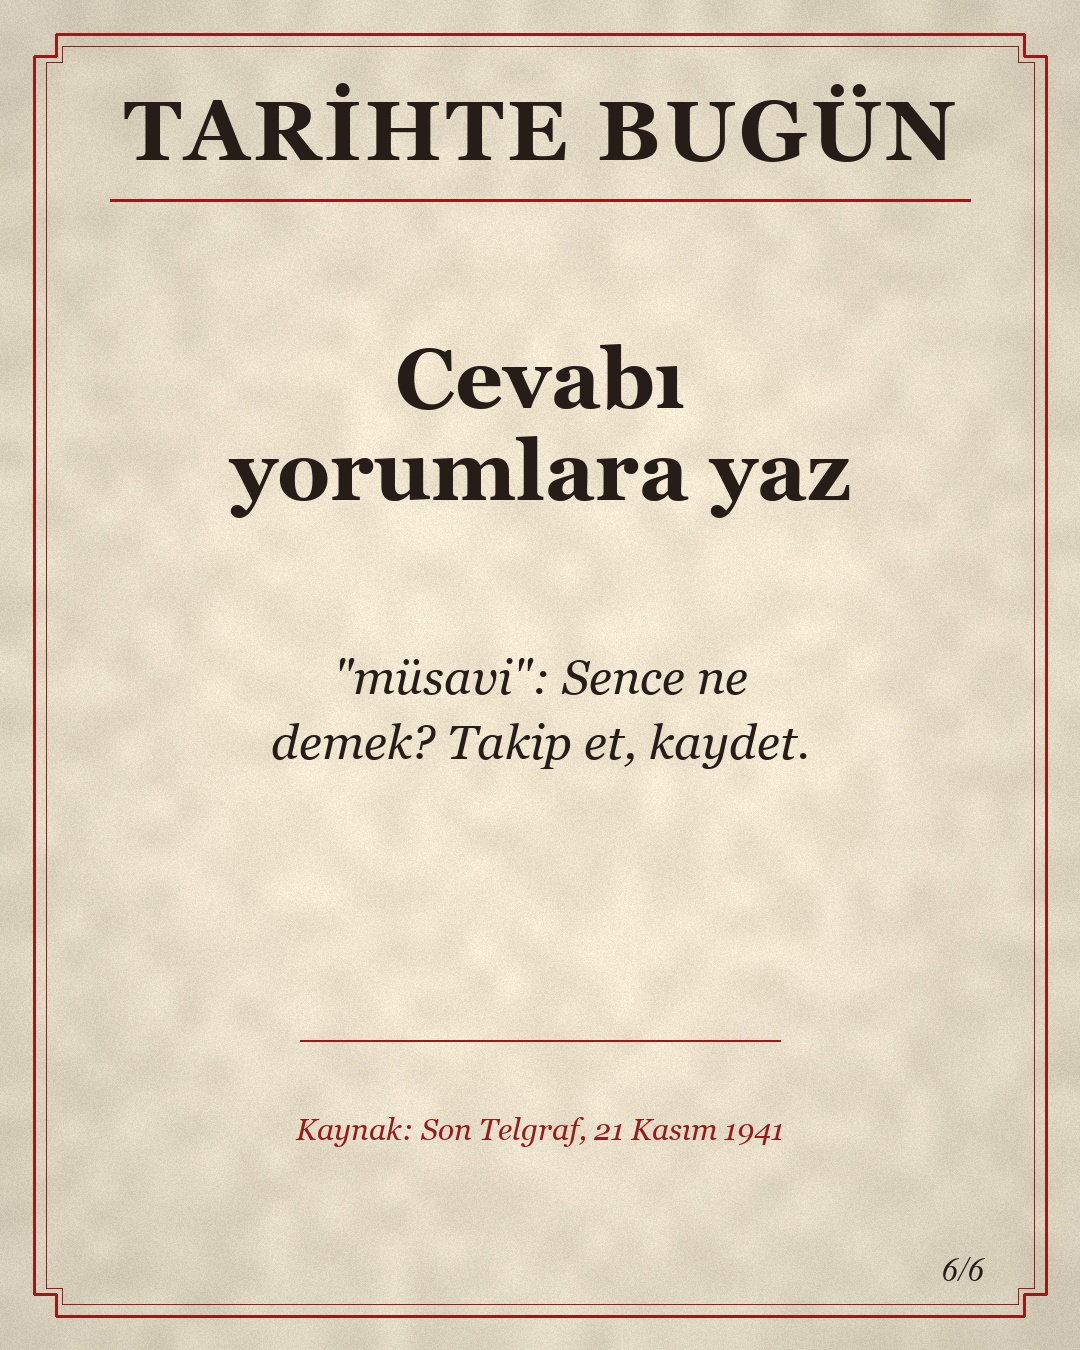 TARİHTE BUGÜN
Cevabı
yorumlara yaz
"müsavi": Sence ne
demek? Takip et, kaydet.
Kaynak: Son Telgraf, 21 Kasım 1941
6/6